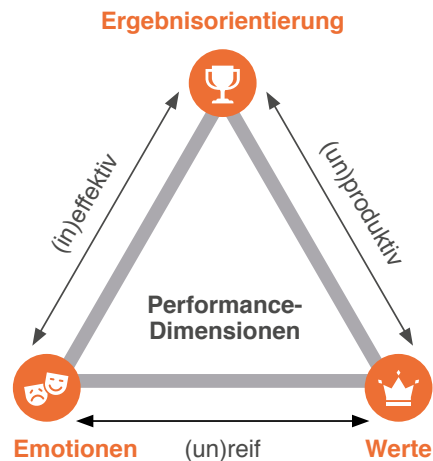 Ergebnisorientierung
(in)effektiv
(un)produktiv
Performance-
Dimensionen
Emotionen
(un)reif
Werte